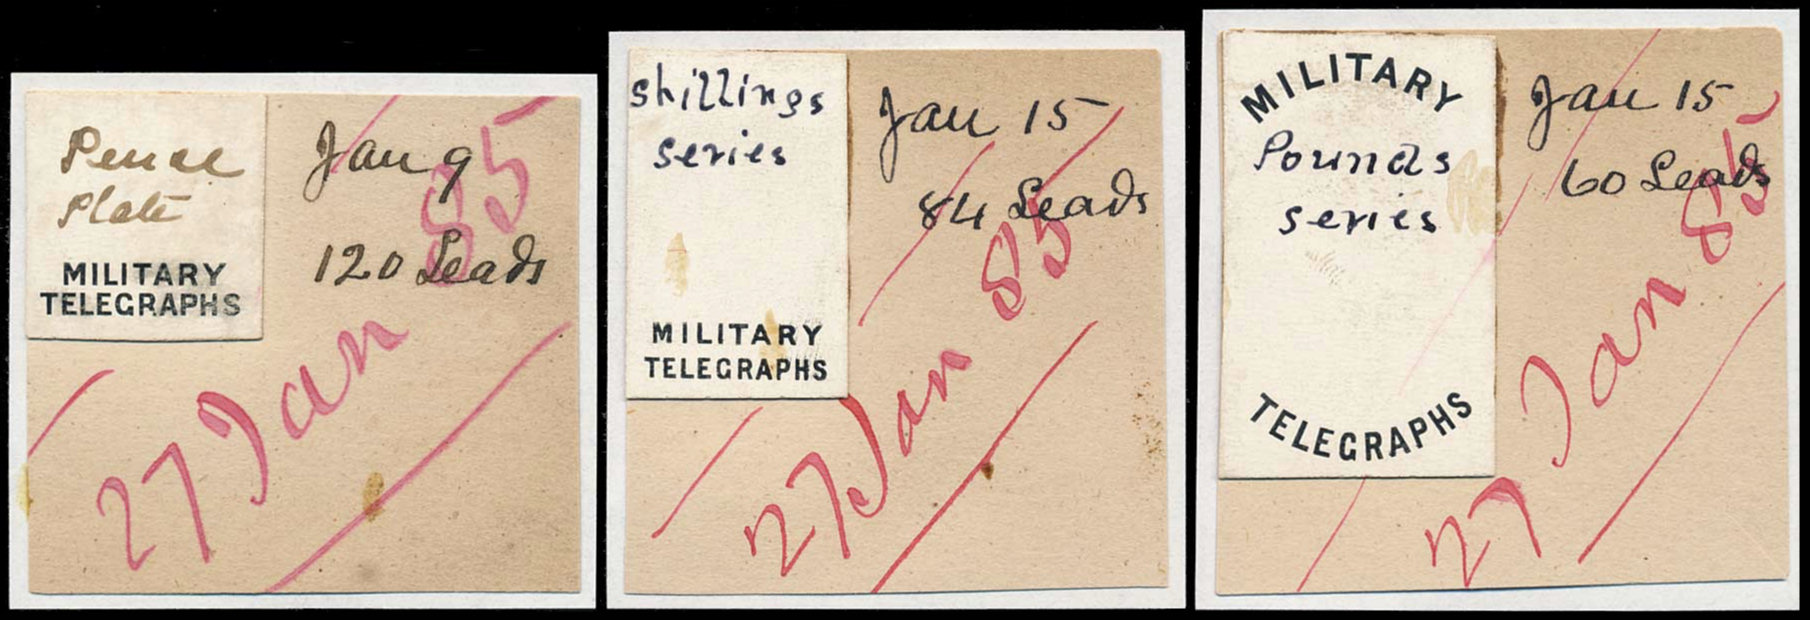 Pence
Plate
MILITARY
TELEGRAPHS
Jan 9
120 Leads
27 Jan 85
shillings
series
MILITARY
TELEGRAPHS
Jan 15
84 Leads
27 Jan 85
MILITARY
Pounds
series
TELEGRAPHS
Jan 15
60 Leads
27 Jan 85